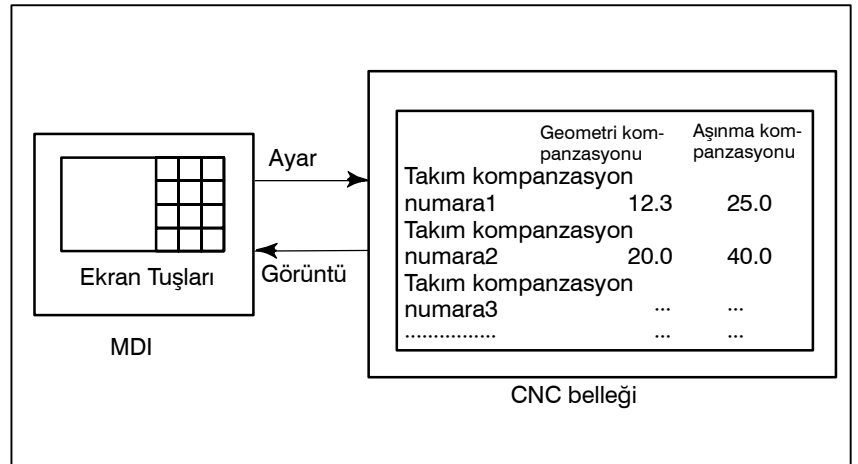 Geometri kom-
panzasyonu
Aşınma kom-
panzasyonu
Ayar
Takım kompanzasyon
numara1 12.3 25.0
Takım kompanzasyon
numara2 20.0 40.0
Ekran Tuşları
Görüntü
Takım kompanzasyon
numara3 ... ...
................ ... ...
MDI
CNC belleği